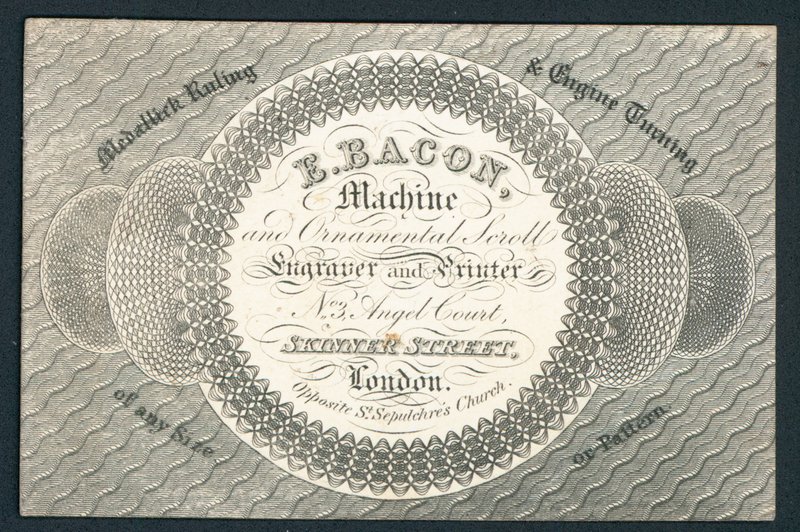 Medallick Ruling
& Engine Turning
E. BACON,
Machine
and Ornamental Scroll
Engraver and Printer
No. 3, Angel Court,
SKINNER STREET,
London.
Opposite St. Sepulchre's Church.
of any Size
or Pattern